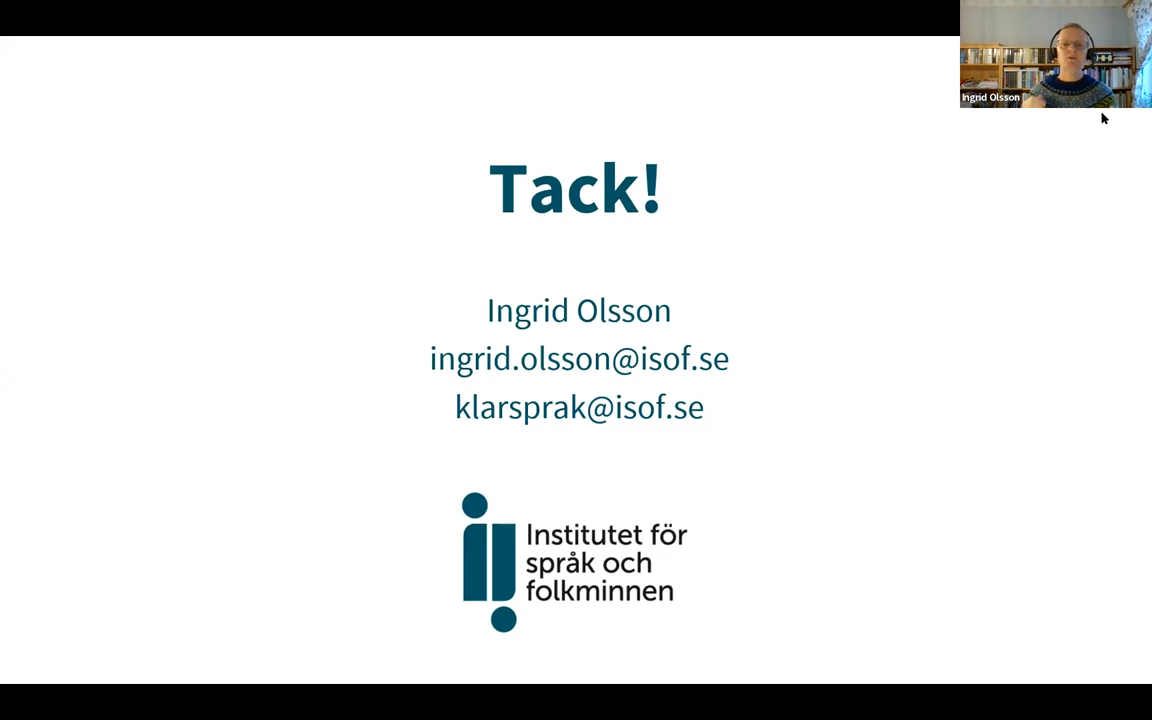 Ingrid Olsson
Tack!
Ingrid Olsson
ingrid.olsson@isof.se
klarsprak@isof.se
Institutet för
språk och
folkminnen